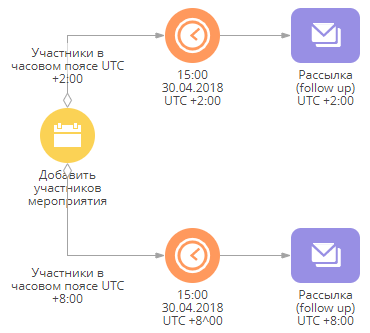 Участники в
часовом поясе UTC
+2:00
15:00
30.04.2018
UTC +2:00
Рассылка
(follow up)
UTC +2:00
Добавить
участников
мероприятия
Участники в
часовом поясе UTC
+8:00
15:00
30.04.2018
UTC +8^00
Рассылка
(follow up)
UTC +8:00